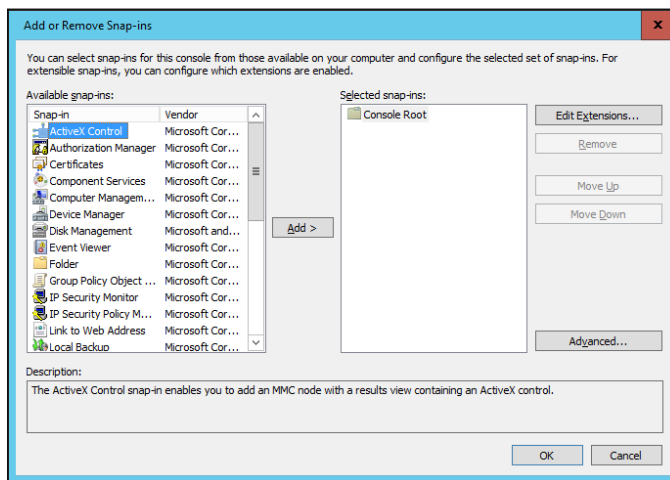 Add or Remove Snap-ins
x
You can select snap-ins for this console from those available on your computer and configure the selected set of snap-ins. For
extensible snap-ins, you can configure which extensions are enabled.
Available snap-ins:
Selected snap-ins:
Snap-in Vendor
ActiveX Control Microsoft Cor...
Authorization Manager Microsoft Cor...
Certificates Microsoft Cor...
Component Services Microsoft Cor...
Computer Managem... Microsoft Cor...
Device Manager Microsoft Cor...
Disk Management Microsoft and...
Event Viewer Microsoft Cor...
Folder Microsoft Cor...
Group Policy Object ... Microsoft Cor...
IP Security Monitor Microsoft Cor...
IP Security Policy M... Microsoft Cor...
Link to Web Address Microsoft Cor...
Local Backup Microsoft Cor...
Add >
Console Root
Edit Extensions...
Remove
Move Up
Move Down
Advanced...
Description:
The ActiveX Control snap-in enables you to add an MMC node with a results view containing an ActiveX control.
OK
Cancel